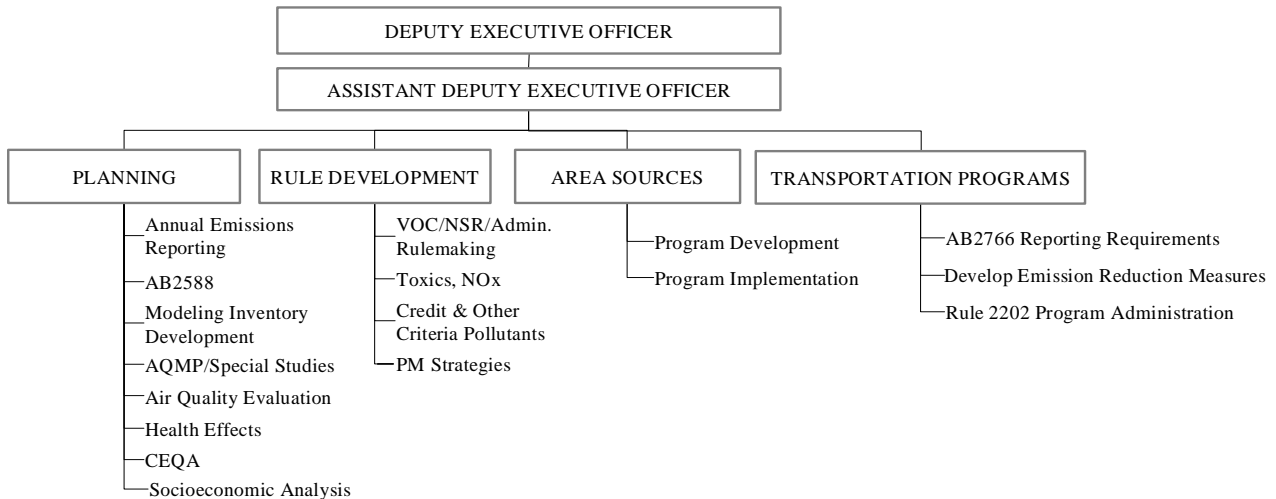 DEPUTY EXECUTIVE OFFICER
ASSISTANT DEPUTY EXECUTIVE OFFICER
PLANNING
Annual Emissions
Reporting
AB2588
Modeling Inventory
Development
AQMP/Special Studies
Air Quality Evaluation
Health Effects
CEQA
Socioeconomic Analysis
RULE DEVELOPMENT
VOC/NSR/Admin.
Rulemaking
Toxics, NOx
Credit & Other
Criteria Pollutants
PM Strategies
AREA SOURCES
Program Development
Program Implementation
TRANSPORTATION PROGRAMS
AB2766 Reporting Requirements
Develop Emission Reduction Measures
Rule 2202 Program Administration